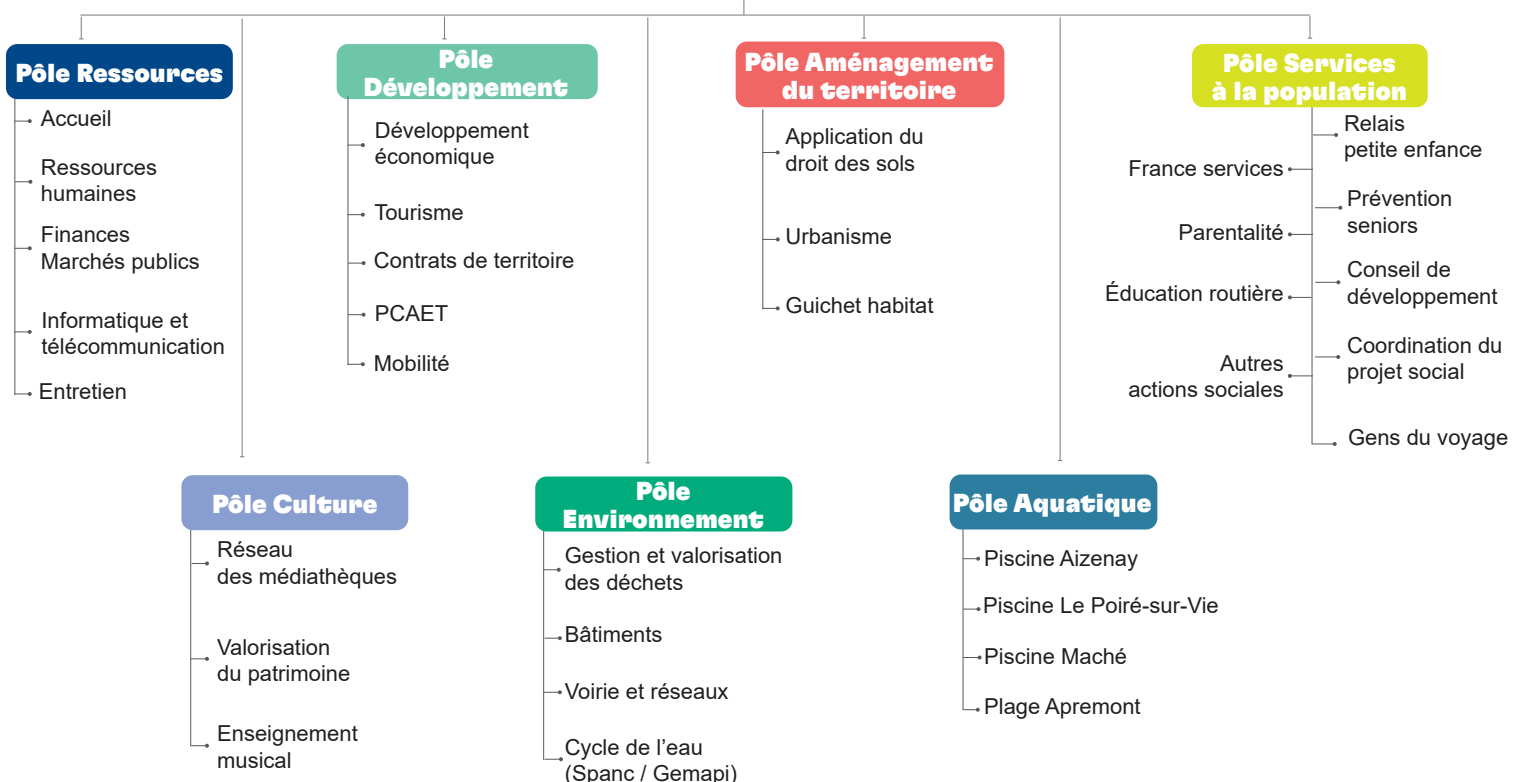 Pôle Ressources
Accueil
Ressources
humaines
Finances
Marchés publics
Informatique et
télécommunication
Entretien
Pôle
Développement
Développement
économique
Tourisme
Contrats de territoire
PCAET
Mobilité
Pôle Aménagement
du territoire
Application du
droit des sols
Urbanisme
Guichet habitat
Pôle Services
à la population
Relais
petite enfance
France services
Prévention
seniors
Parentalité
Conseil de
développement
Éducation routière
Coordination du
projet social
Autres
actions sociales
Gens du voyage
Pôle Culture
Réseau
des médiathèques
Valorisation
du patrimoine
Enseignement
musical
Pôle
Environnement
Gestion et valorisation
des déchets
Bâtiments
Voirie et réseaux
Cycle de l’eau
(Spanc / Gemapi)
Pôle Aquatique
Piscine Aizenay
Piscine Le Poiré-sur-Vie
Piscine Maché
Plage Apremont